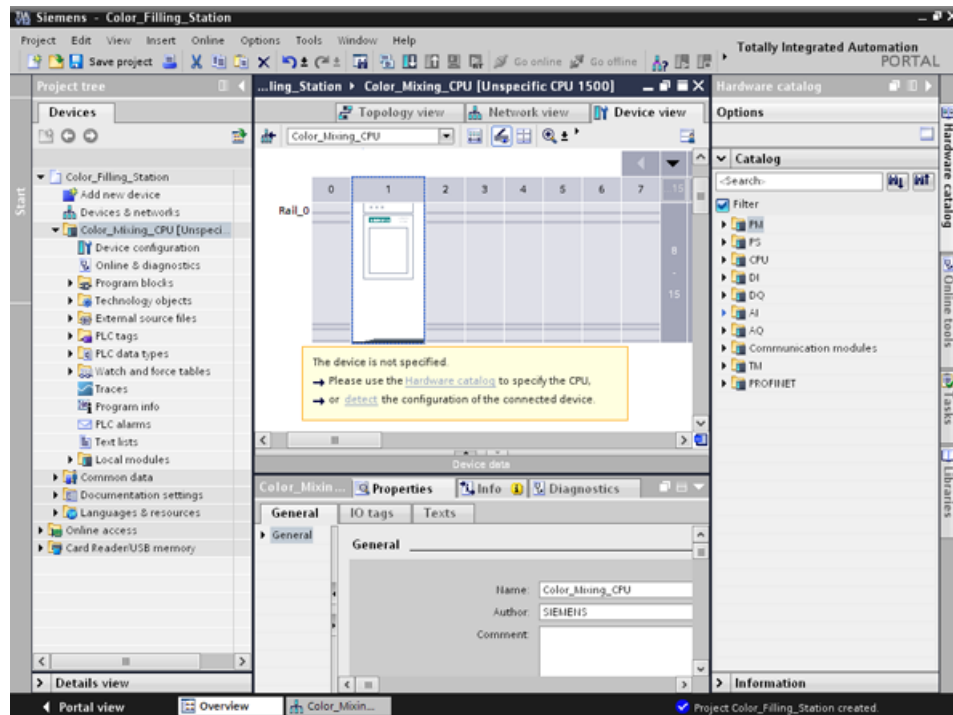 Siemens - Color_Filling_Station
Project Edit View Insert Online Options Tools Window Help
Totally Integrated Automation
PORTAL
Save project
Go online
Go offline
Project tree
Devices
Color_Filling_Station
Add new device
Devices & networks
Color_Mixing_CPU [Unspeci...
Device configuration
Online & diagnostics
Program blocks
Technology objects
External source files
PLC tags
PLC data types
Watch and force tables
Traces
Program info
PLC alarms
Text lists
Local modules
Common data
Documentation settings
Languages & resources
Online access
Card Reader/USB memory
Details view
Start
...ling_Station
Color_Mixing_CPU [Unspecific CPU 1500]
Topology view
Network view
Device view
Color_Mixing_CPU
0 1 2 3 4 5 6 7 ...15
Rail_0
8
-
15
The device is not specified.
Please use the Hardware catalog to specify the CPU,
or detect the configuration of the connected device.
Device data
Color_Mixin...
Properties
Info
Diagnostics
General
IO tags
Texts
General
General
Name: Color_Mixing_CPU
Author: SIEMENS
Comment:
Hardware catalog
Options
Catalog
<Search>
Filter
PM
PS
CPU
DI
DQ
AI
AQ
Communication modules
TM
PROFINET
Information
Hardware catalog
Online tools
Tasks
Libraries
Portal view
Overview
Color_Mixin...
Project Color_Filling_Station created.